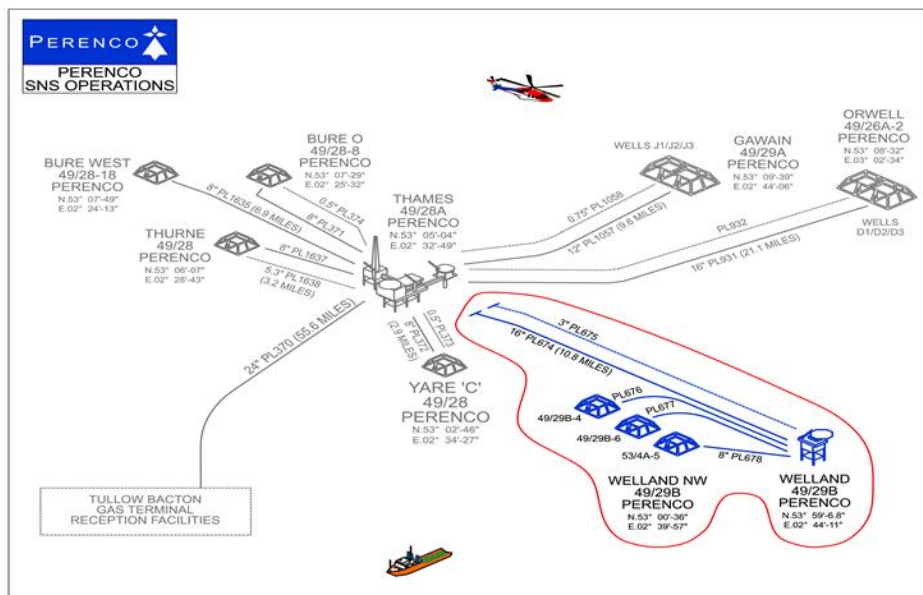 PERENCO
PERENCO
SNS OPERATIONS
BURE O
49/28-8
PERENCO
N.53° 07'-29"
E.02° 25'-32"
BURE WEST
49/28-18
PERENCO
N.53° 07'-49"
E.02° 24'-13"
THURNE
49/28
PERENCO
N.53° 06'-07"
E.02° 28'-43"
0.5" PL374
8" PL371
8" PL1635 (6.9 MILES)
8" PL1637
5.3" PL1638
(3.2 MILES)
THAMES
49/28A
PERENCO
N.53° 05'-04"
E.02° 32'-49"
WELLS J1/J2/J3
GAWAIN
49/29A
PERENCO
N.53° 09'-39"
E.02° 44'-06"
ORWELL
49/26A-2
PERENCO
N.53° 08'-32"
E.03° 02'-34"
WELLS
D1/D2/D3
0.75" PL1058
12" PL1057 (9.6 MILES)
PL932
16" PL931 (21.1 MILES)
24" PL370 (55.6 MILES)
0.5" PL373
8" PL372
(2.9 MILES)
YARE 'C'
49/28
PERENCO
N.53° 02'-46"
E.02° 34'-27"
3" PL675
16" PL674 (10.8 MILES)
PL676
PL677
8" PL678
49/29B-4
49/29B-6
53/4A-5
WELLAND NW
49/29B
PERENCO
N.53° 00'-36"
E.02° 39'-57"
WELLAND
49/29B
PERENCO
N.53° 59'-6.8"
E.02° 44'-11"
TULLOW BACTON
GAS TERMINAL
RECEPTION FACILITIES